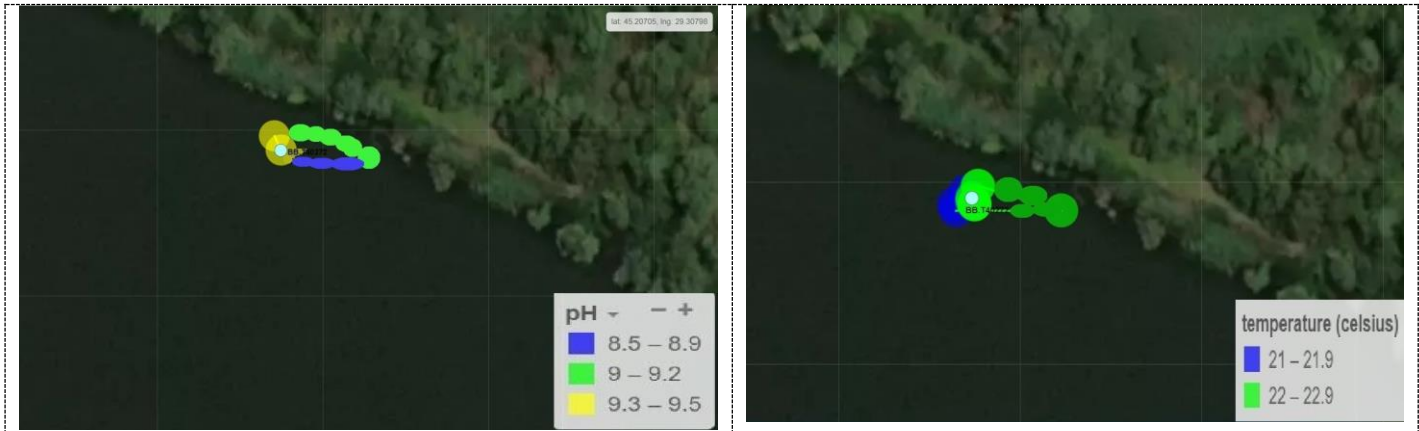 lat: 45.20705, lng: 29.30798
pH - +
8.5 – 8.9
9 – 9.2
9.3 – 9.5
temperature (celsius)
21 – 21.9
22 – 22.9